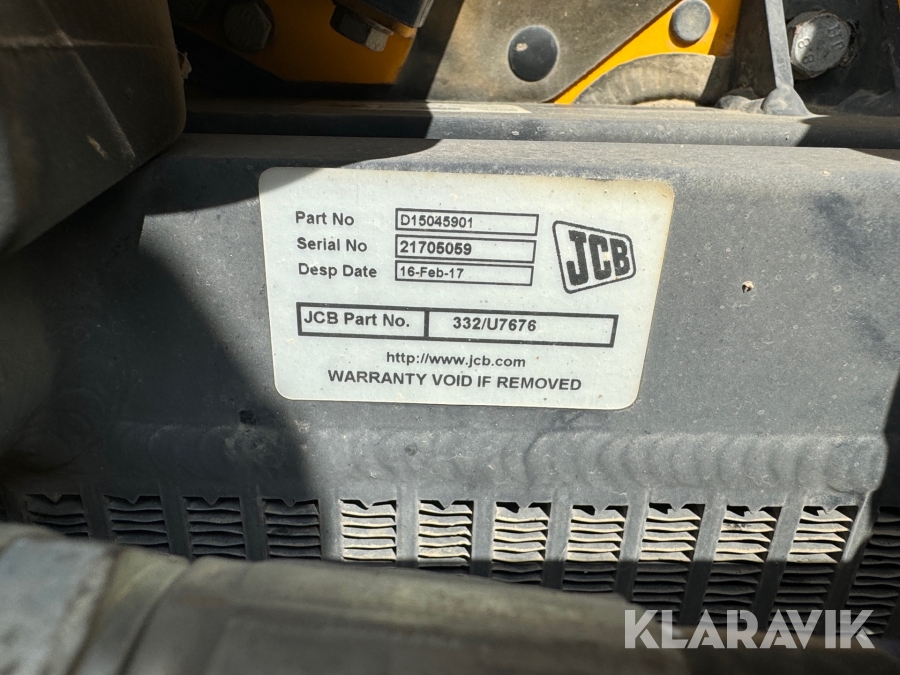 Part No D15045901
Serial No 21705059
Desp Date 16-Feb-17
JCB
JCB Part No. 332/U7676
http://www.jcb.com
WARRANTY VOID IF REMOVED
KLARAVIK